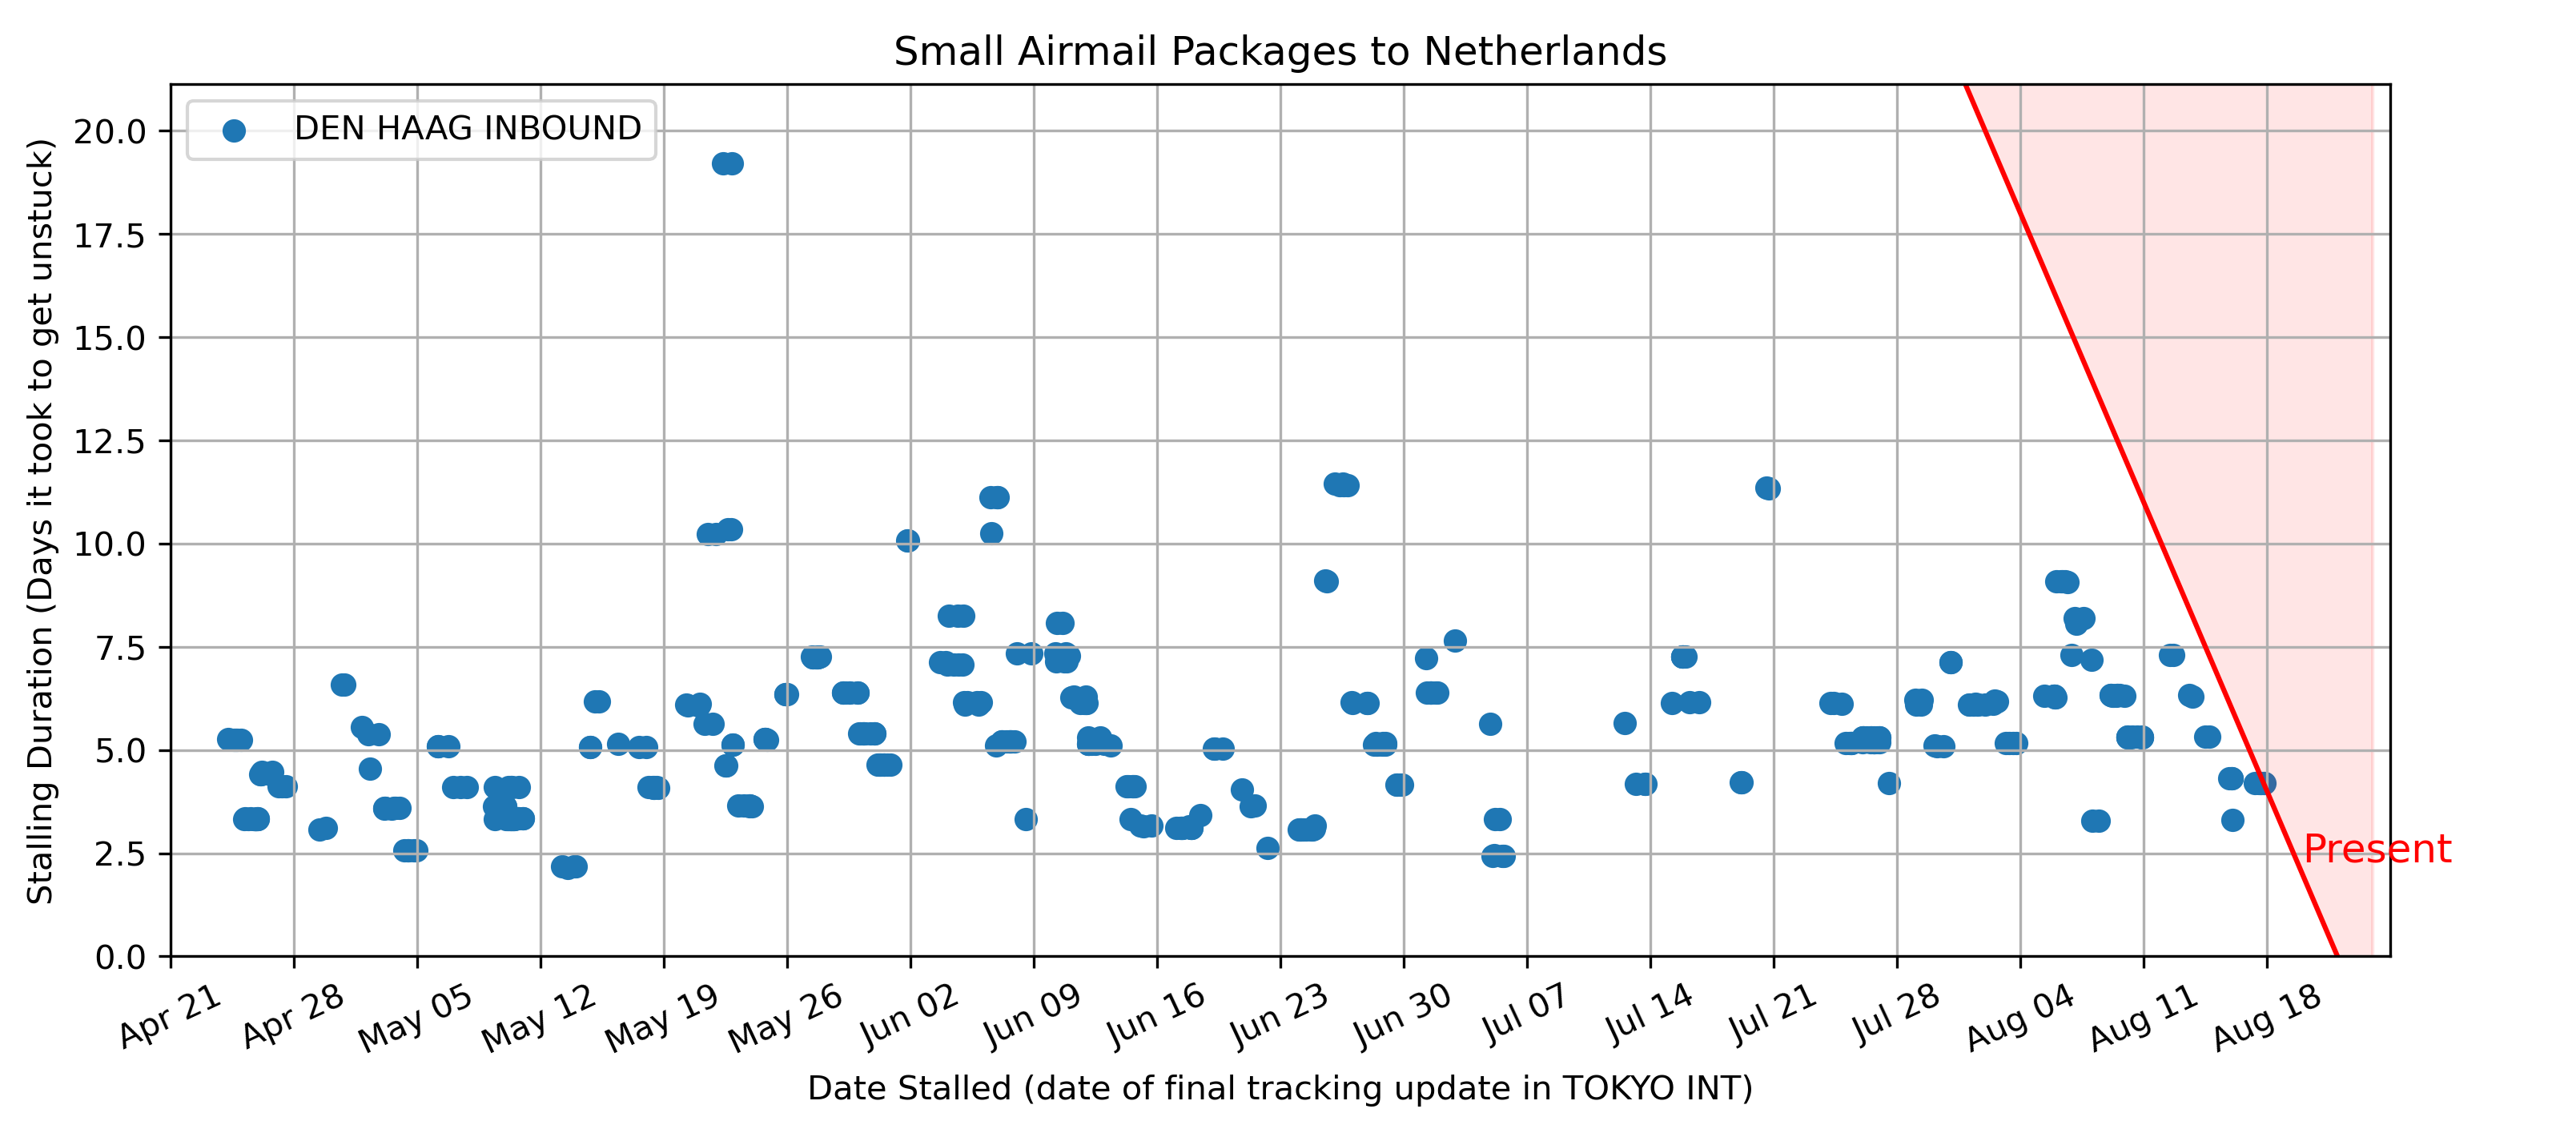 Small Airmail Packages to Netherlands
DEN HAAG INBOUND
Stalling Duration (Days it took to get unstuck)
20.0
17.5
15.0
12.5
10.0
7.5
5.0
2.5
0.0
Present
Apr 21 Apr 28 May 05 May 12 May 19 May 26 Jun 02 Jun 09 Jun 16 Jun 23 Jun 30 Jul 07 Jul 14 Jul 21 Jul 28 Aug 04 Aug 11 Aug 18
Date Stalled (date of final tracking update in TOKYO INT)